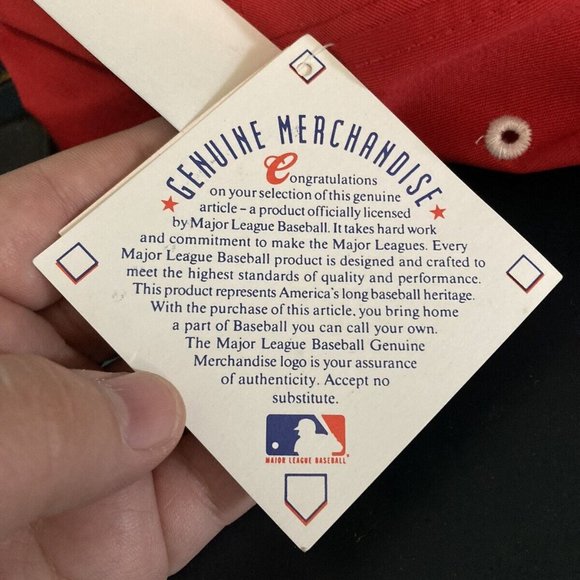 GENUINE MERCHANDISE
Congratulations
on your selection of this genuine
article – a product officially licensed
by Major League Baseball. It takes hard work
and commitment to make the Major Leagues. Every
Major League Baseball product is designed and crafted to
meet the highest standards of quality and performance.
This product represents America's long baseball heritage.
With the purchase of this article, you bring home
a part of Baseball you can call your own.
The Major League Baseball Genuine
Merchandise logo is your assurance
of authenticity. Accept no
substitute.
MAJOR LEAGUE BASEBALL